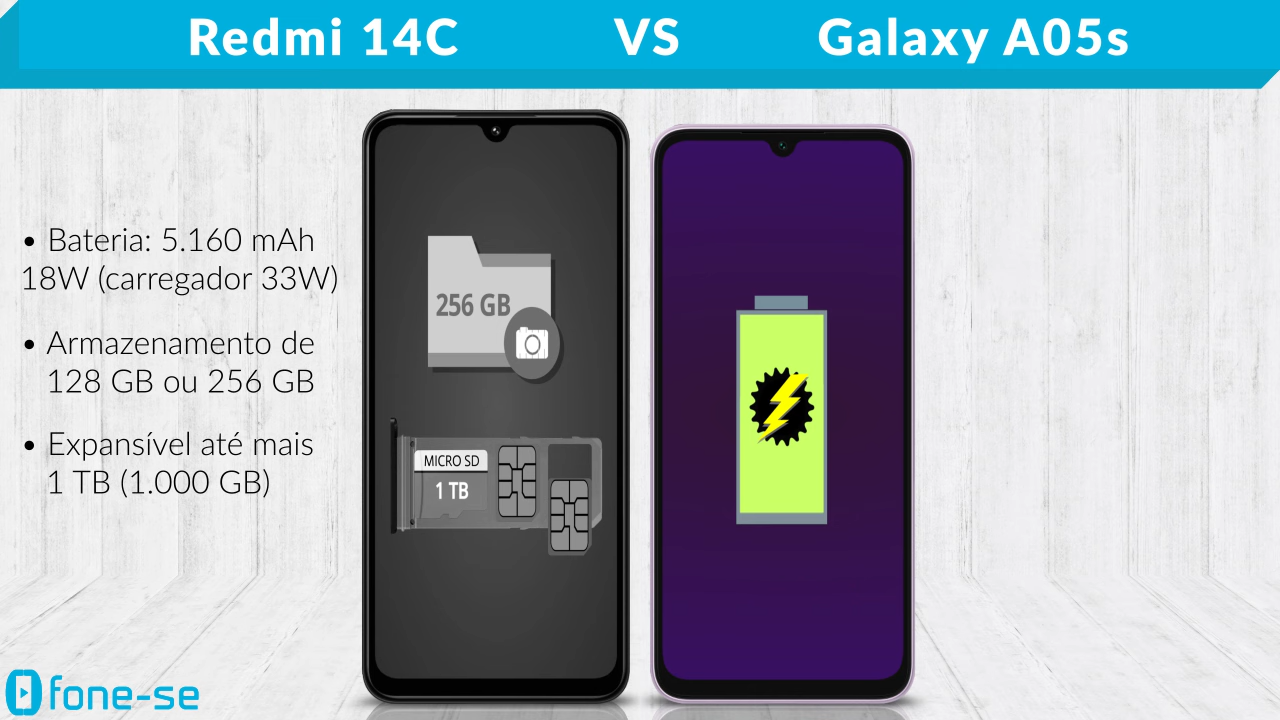 Redmi 14C VS Galaxy A05s
• Bateria: 5.160 mAh
18W (carregador 33W)
• Armazenamento de
128 GB ou 256 GB
• Expansível até mais
1 TB (1.000 GB)
256 GB
MICRO SD
1 TB
fone-se